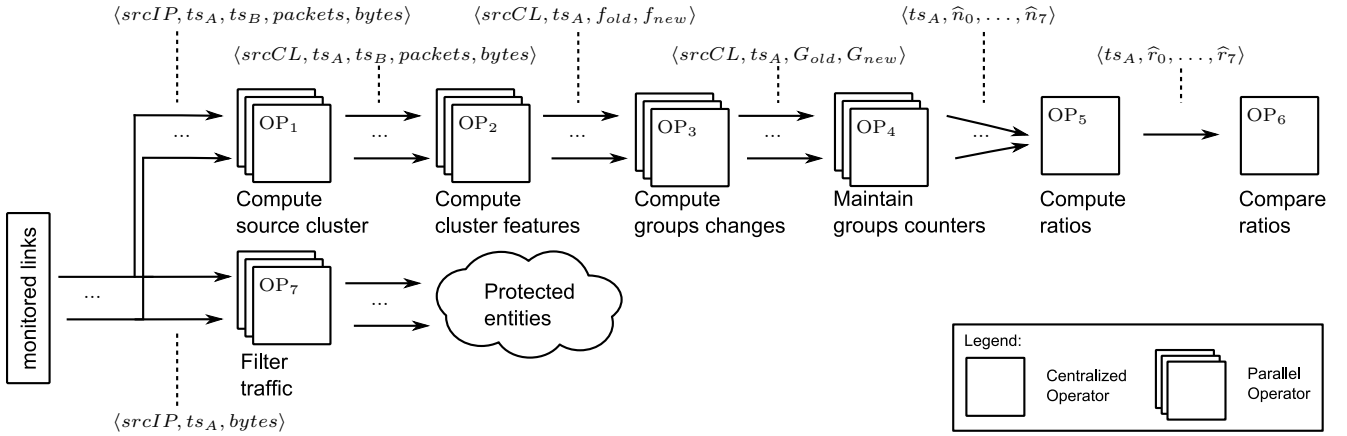 ⟨srcIP, ts_A, ts_B, packets, bytes⟩
⟨srcCL, ts_A, f_old, f_new⟩
⟨ts_A, n̂_0, . . . , n̂_7⟩
⟨srcCL, ts_A, ts_B, packets, bytes⟩
⟨srcCL, ts_A, G_old, G_new⟩
⟨ts_A, r̂_0, . . . , r̂_7⟩
...
OP_1
...
OP_2
...
OP_3
...
OP_4
...
OP_5
OP_6
Compute
source cluster
Compute
cluster features
Compute
groups changes
Maintain
groups counters
Compute
ratios
Compare
ratios
monitored links
...
OP_7
...
Protected
entities
Filter
traffic
⟨srcIP, ts_A, bytes⟩
Legend:
Centralized
Operator
Parallel
Operator